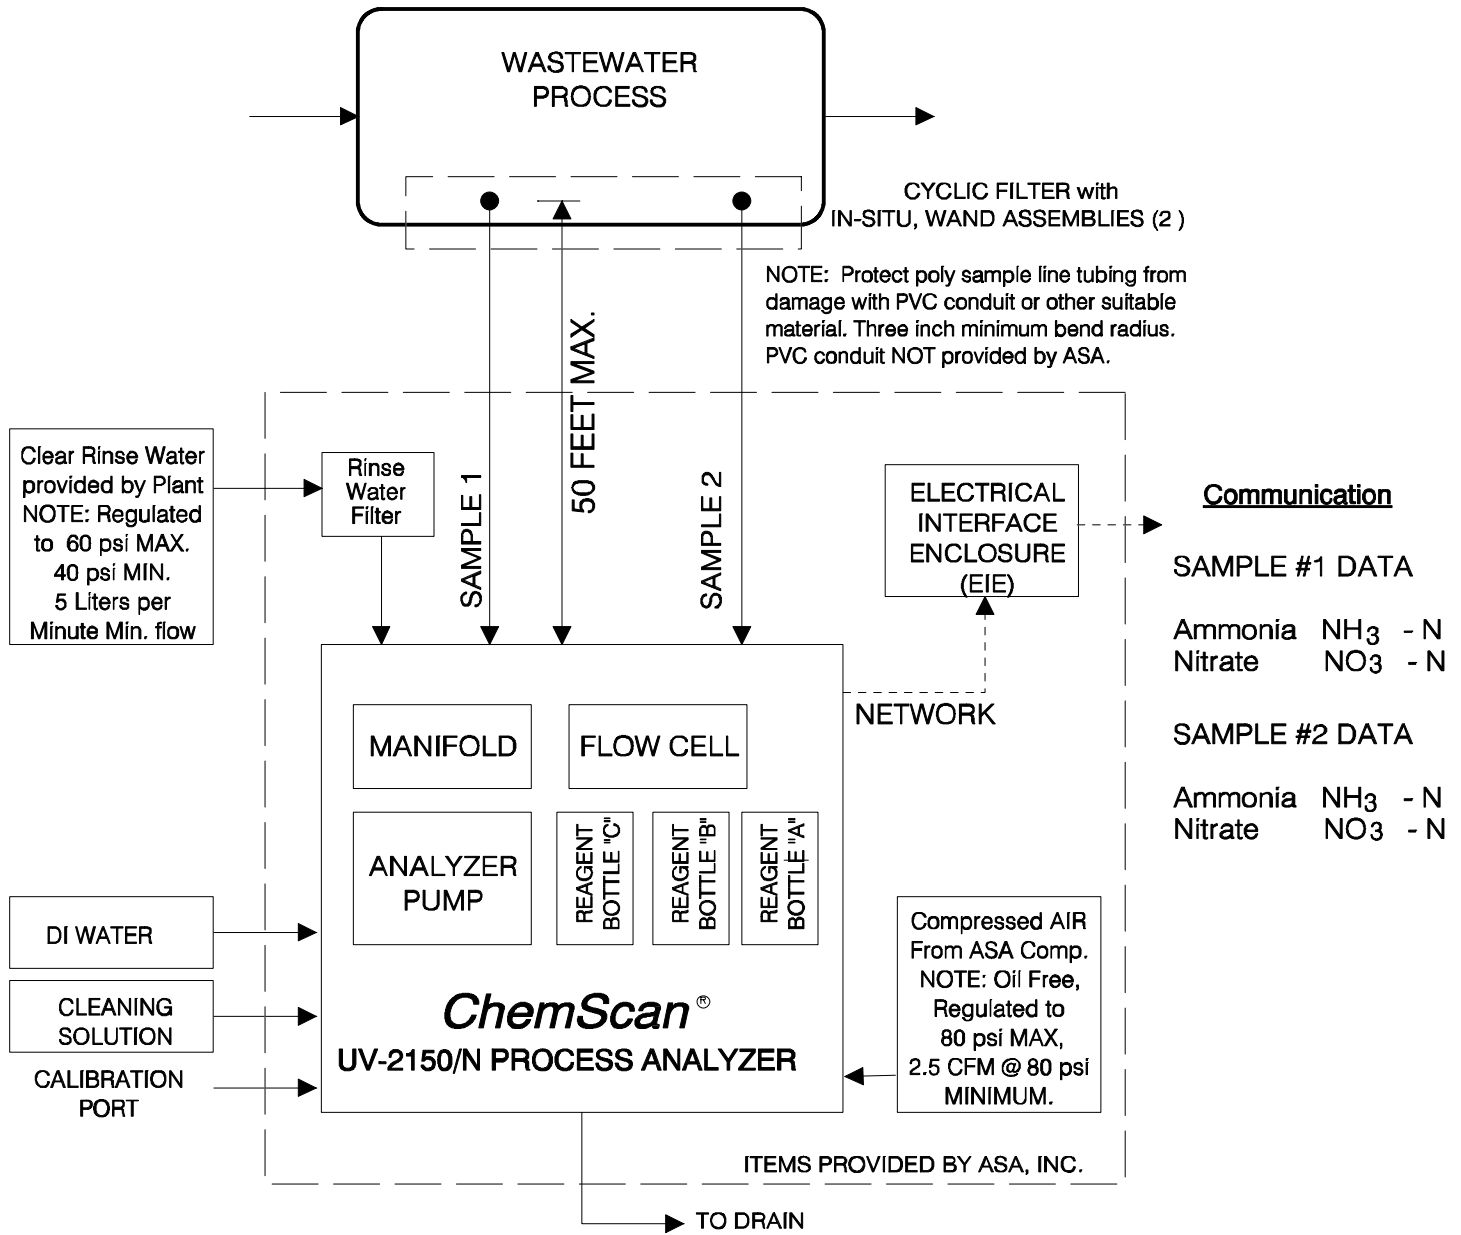 WASTEWATER
PROCESS
CYCLIC FILTER with
IN-SITU, WAND ASSEMBLIES (2 )
NOTE:  Protect poly sample line tubing from
damage with PVC conduit or other suitable
material. Three inch minimum bend radius.
PVC conduit NOT provided by ASA.
SAMPLE 1
50 FEET MAX.
SAMPLE 2
Clear Rinse Water
provided by Plant
NOTE: Regulated
to  60 psi MAX.
40 psi MIN.
5 Liters per
Minute Min. flow
Rinse
Water
Filter
ELECTRICAL
INTERFACE
ENCLOSURE
(EIE)
Communication
SAMPLE #1 DATA
Ammonia   NH3   - N
Nitrate   NO3   - N
SAMPLE #2 DATA
Ammonia   NH3   - N
Nitrate   NO3   - N
NETWORK
MANIFOLD
FLOW CELL
ANALYZER
PUMP
REAGENT
BOTTLE "C"
REAGENT
BOTTLE "B"
REAGENT
BOTTLE "A"
ChemScan ®
UV-2150/N PROCESS ANALYZER
DI WATER
CLEANING
SOLUTION
CALIBRATION
PORT
Compressed AIR
From ASA Comp.
NOTE: Oil Free,
Regulated to
80 psi MAX,
2.5 CFM @ 80 psi
MINIMUM.
ITEMS PROVIDED BY ASA, INC.
TO DRAIN